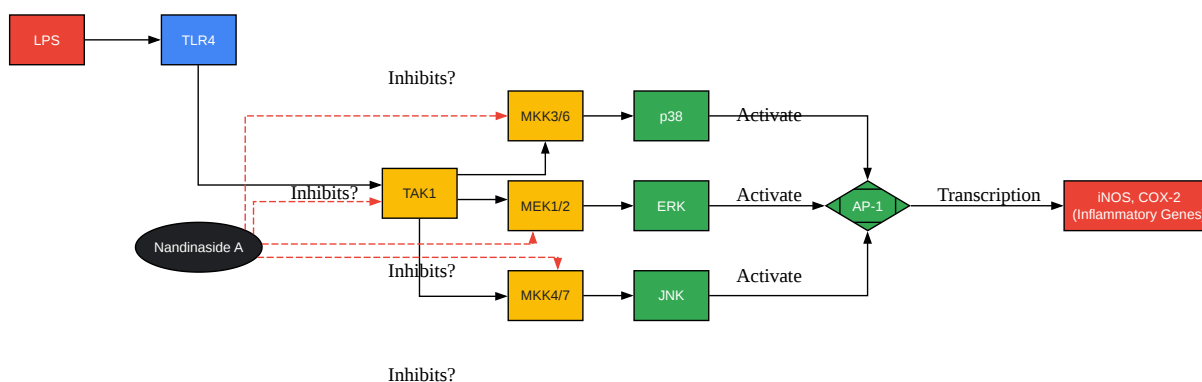 LPS
TLR4
Inhibits?
MKK3/6
p38
Activate
Inhibits?
TAK1
MEK1/2
ERK
Activate
AP-1
Transcription
iNOS, COX-2
(Inflammatory Genes
Nandinaside A
Inhibits?
MKK4/7
JNK
Activate
Inhibits?